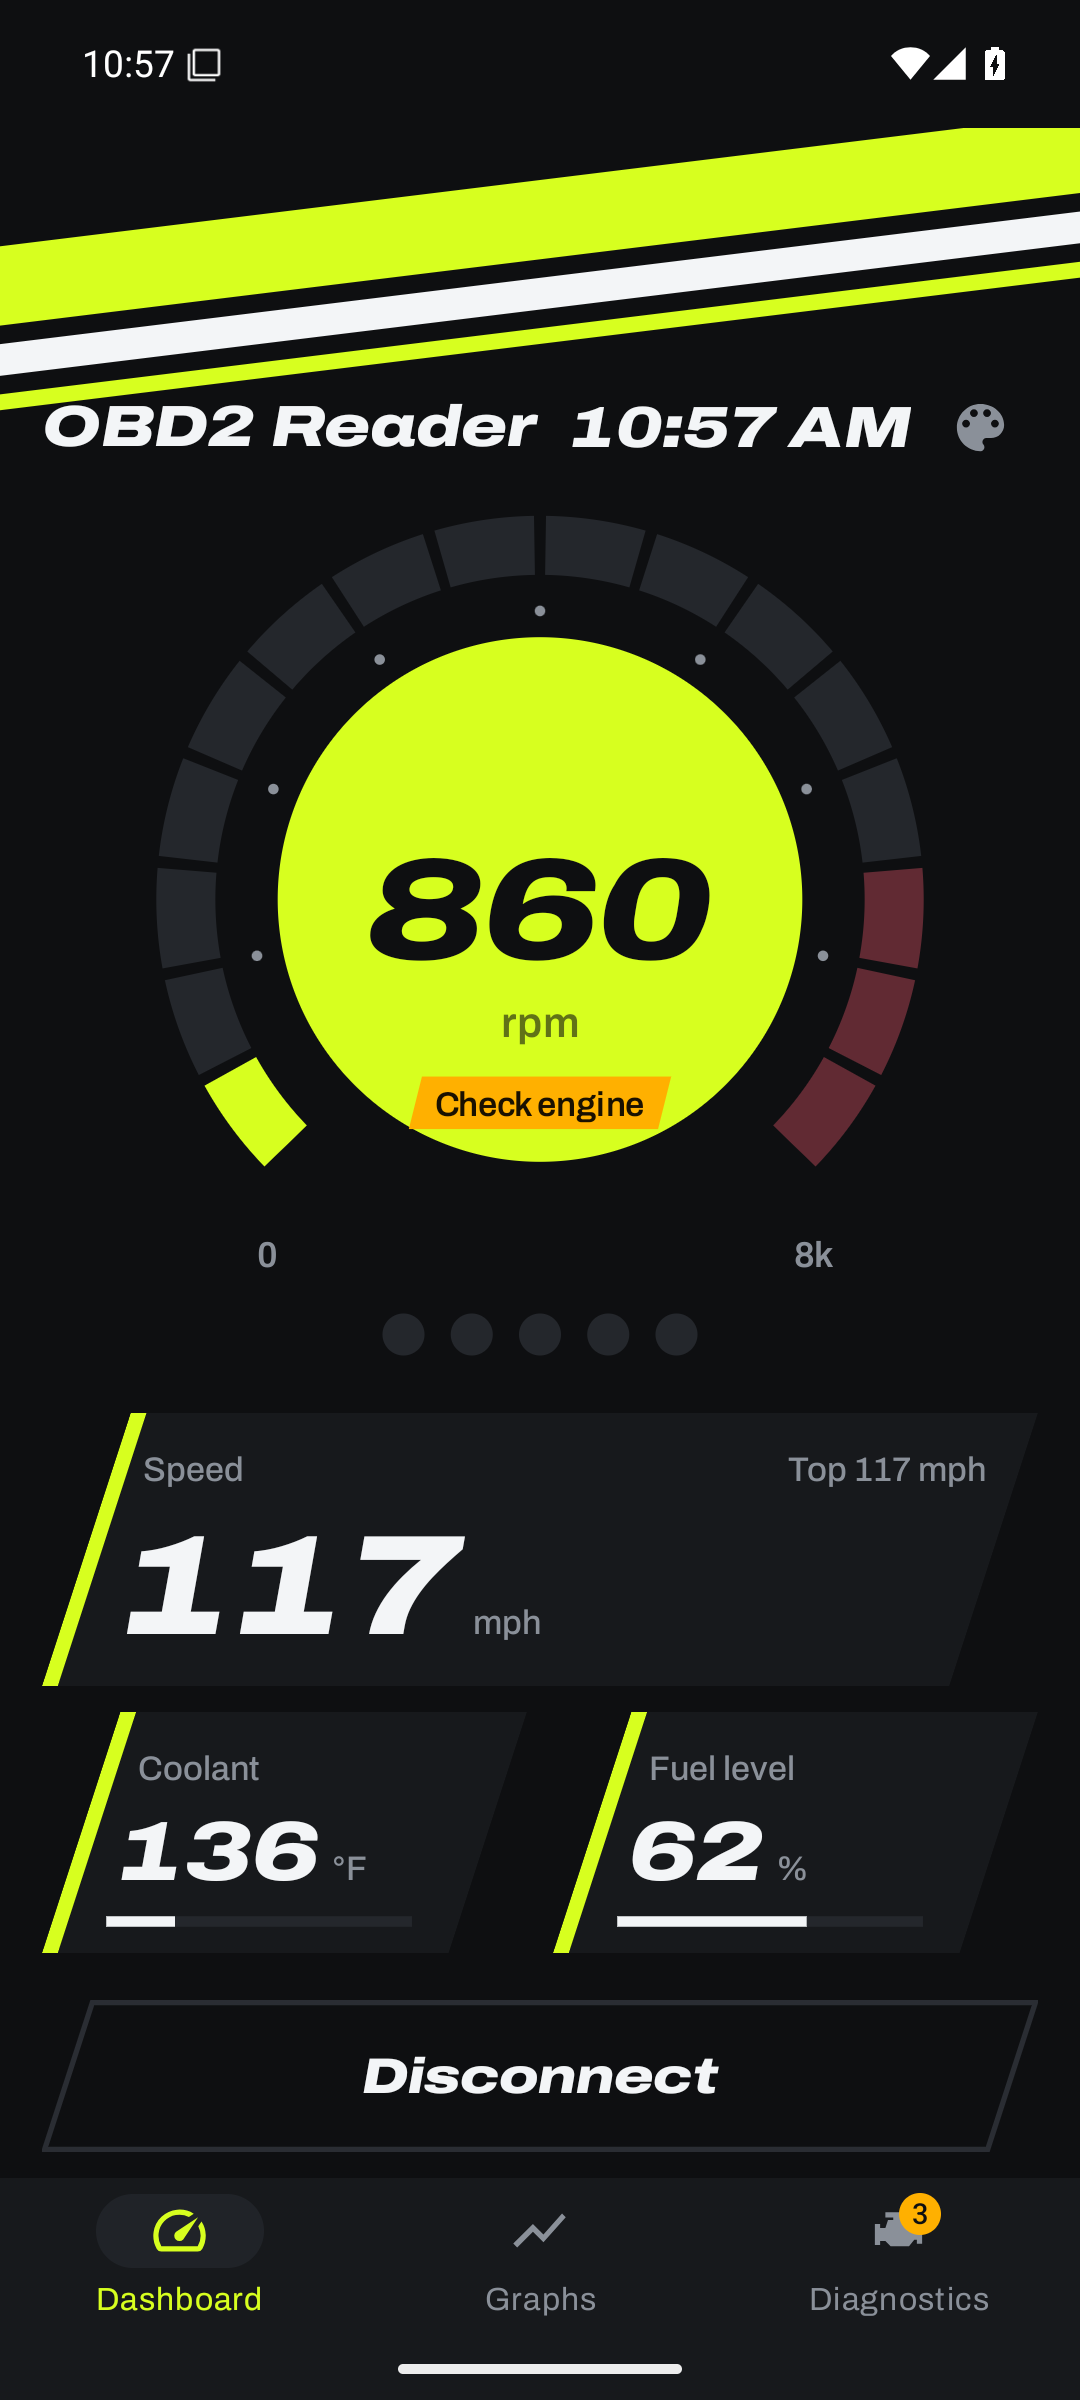 10:57
OBD2 Reader 10:57 AM
860
rpm
Check engine
0 8k
Speed Top 117 mph
117 mph
Coolant Fuel level
136 °F 62 %
Disconnect
3
Dashboard Graphs Diagnostics